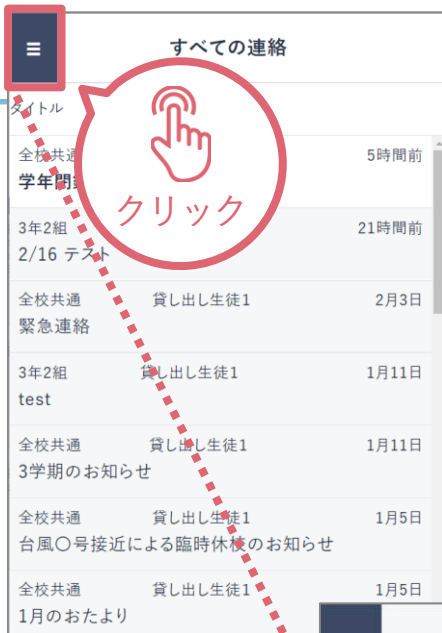 すべての連絡
タイトル
全校共通 5時間前
学年閉
クリック
3年2組 21時間前
2/16 テスト
全校共通 貸し出し生徒1 2月3日
緊急連絡
3年2組 貸し出し生徒1 1月11日
test
全校共通 貸し出し生徒1 1月11日
3学期のお知らせ
全校共通 貸し出し生徒1 1月5日
台風〇号接近による臨時休校のお知らせ
全校共通 貸し出し生徒1 1月5日
1月のおたより